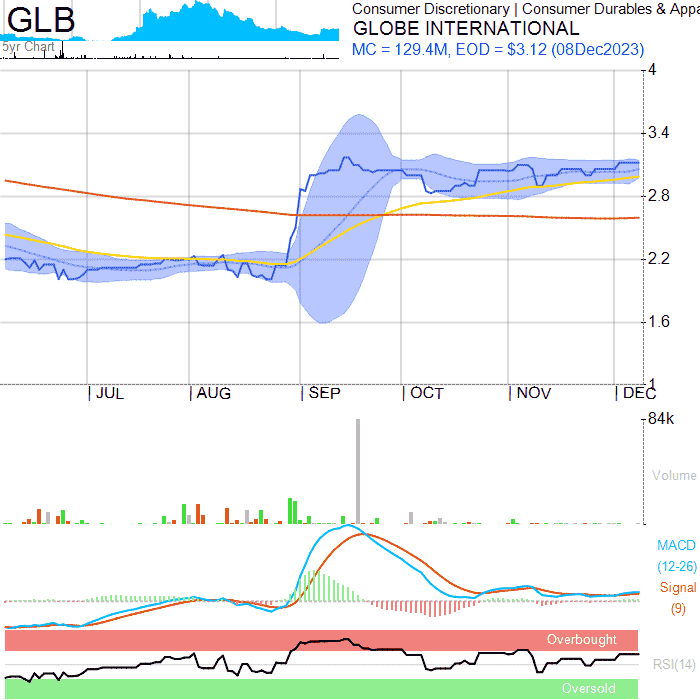 GLB
5yr Chart
Consumer Discretionary | Consumer Durables & Appa
GLOBE INTERNATIONAL
MC = 129.4M, EOD = $3.12 (08Dec2023)
4
3.4
2.8
2.2
1.6
1
JUL AUG SEP OCT NOV DEC
84k
Volume
MACD
(12-26)
Signal
(9)
Overbought
RSI(14)
Oversold